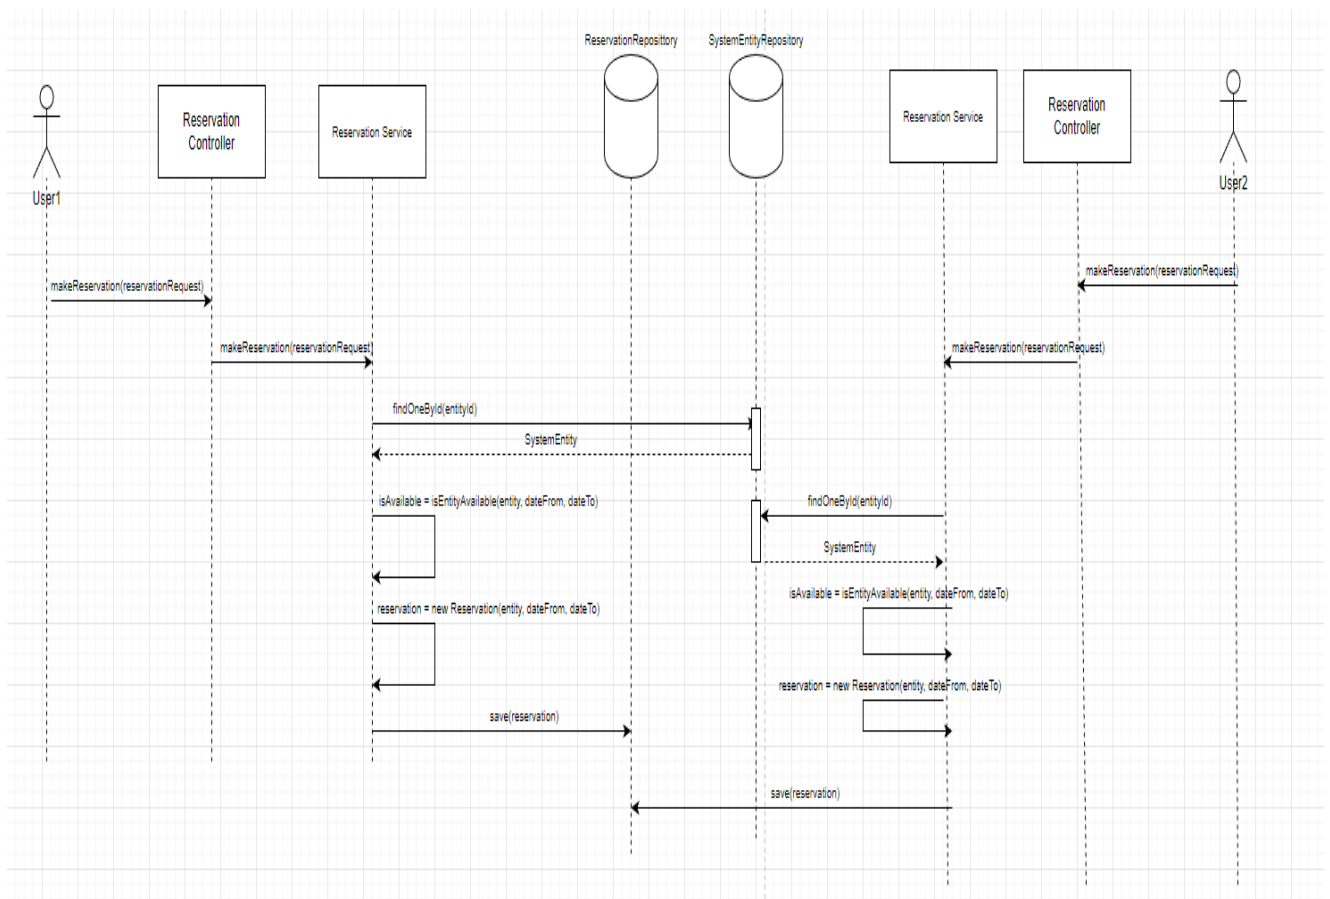 ReservationReposittory
SystemEntityRepository
Reservation
Controller
Reservation Service
Reservation Service
Reservation
Controller
User1
User2
makeReservation(reservationRequest)
makeReservation(reservationRequest)
makeReservation(reservationRequest)
makeReservation(reservationRequest)
findOneById(entityId)
SystemEntity
isAvailable = isEntityAvailable(entity, dateFrom, dateTo)
findOneById(entityId)
SystemEntity
isAvailable = isEntityAvailable(entity, dateFrom, dateTo)
reservation = new Reservation(entity, dateFrom, dateTo)
reservation = new Reservation(entity, dateFrom, dateTo)
save(reservation)
save(reservation)